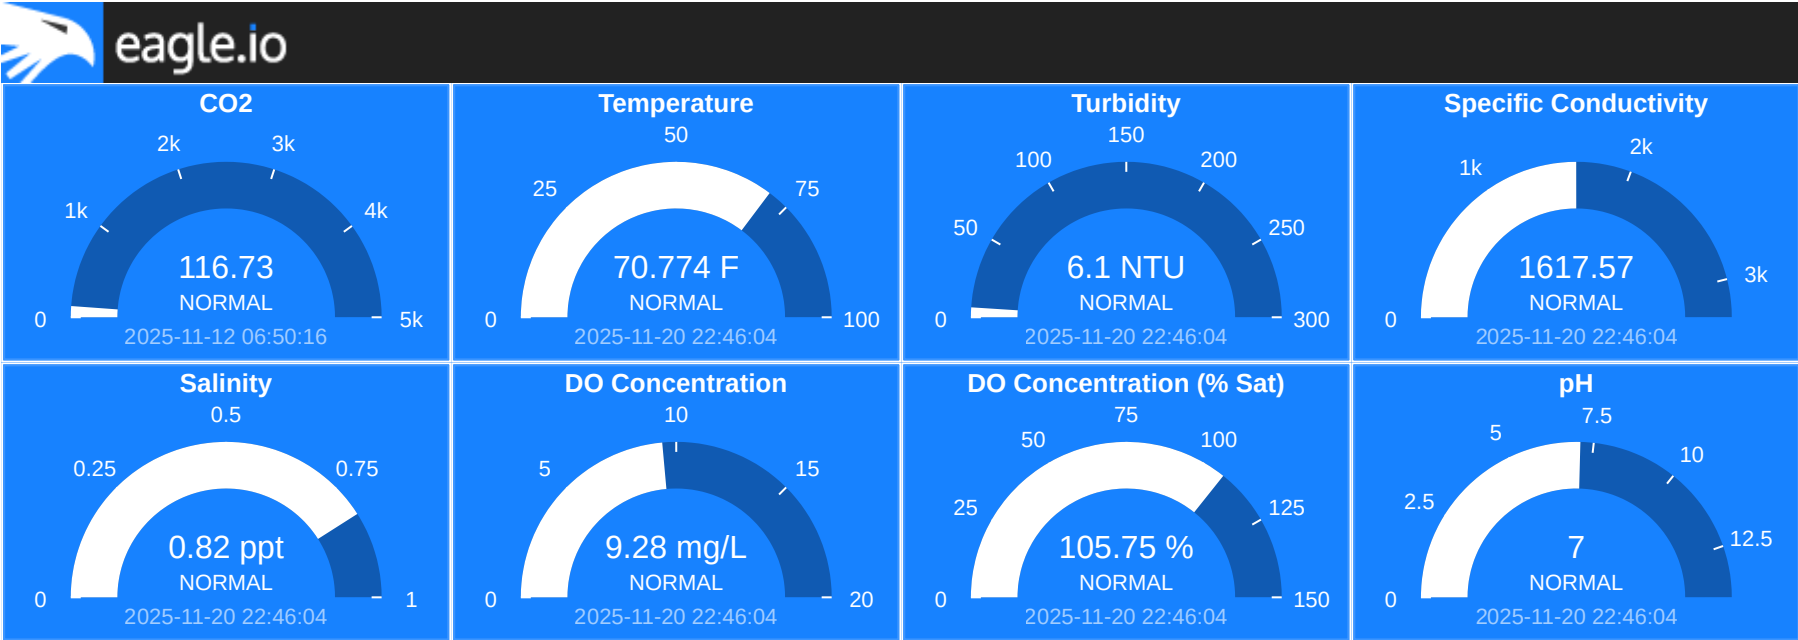 eagle.io
CO2
0
1k
2k
3k
4k
5k
116.73
NORMAL
2025-11-12 06:50:16
Temperature
0
25
50
75
100
70.774 F
NORMAL
2025-11-20 22:46:04
Turbidity
0
50
100
150
200
250
300
6.1 NTU
NORMAL
2025-11-20 22:46:04
Specific Conductivity
0
1k
2k
3k
1617.57
NORMAL
2025-11-20 22:46:04
Salinity
0
0.25
0.5
0.75
1
0.82 ppt
NORMAL
2025-11-20 22:46:04
DO Concentration
0
5
10
15
20
9.28 mg/L
NORMAL
2025-11-20 22:46:04
DO Concentration (% Sat)
0
25
50
75
100
125
150
105.75 %
NORMAL
2025-11-20 22:46:04
pH
0
2.5
5
7.5
10
12.5
7
NORMAL
2025-11-20 22:46:04